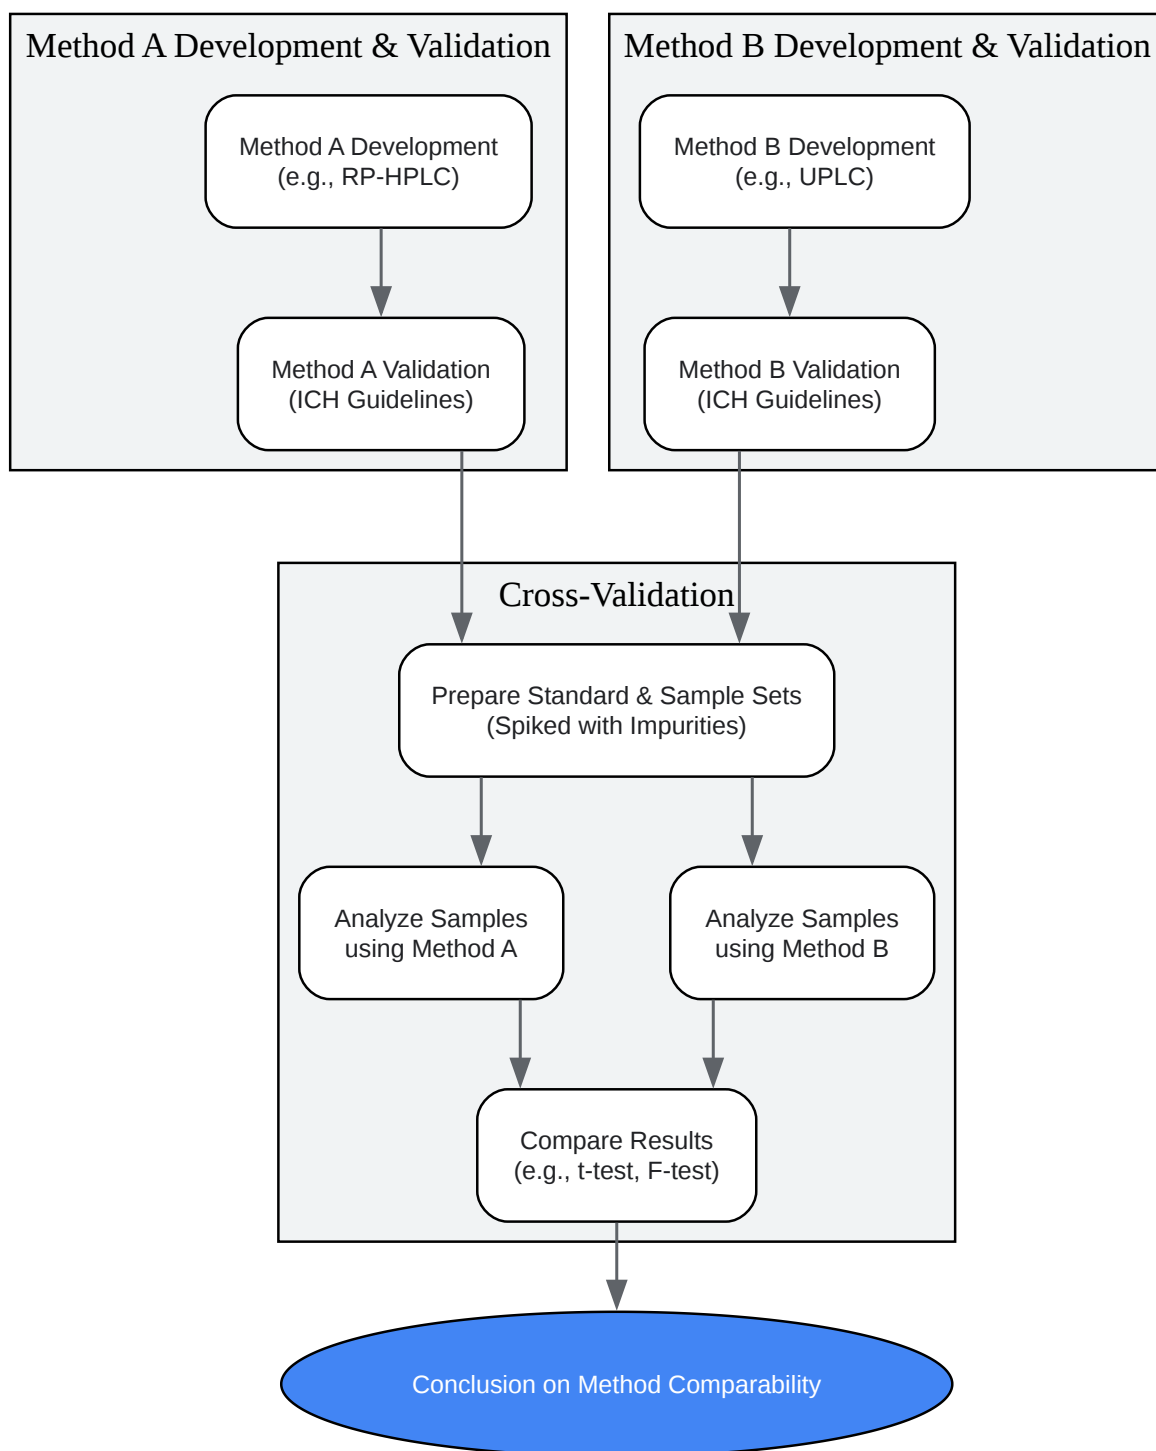 Method A Development & Validation
Method B Development & Validation
Method A Development
(e.g., RP-HPLC)
Method B Development
(e.g., UPLC)
Method A Validation
(ICH Guidelines)
Method B Validation
(ICH Guidelines)
Cross-Validation
Prepare Standard & Sample Sets
(Spiked with Impurities)
Analyze Samples
using Method A
Analyze Samples
using Method B
Compare Results
(e.g., t-test, F-test)
Conclusion on Method Comparability